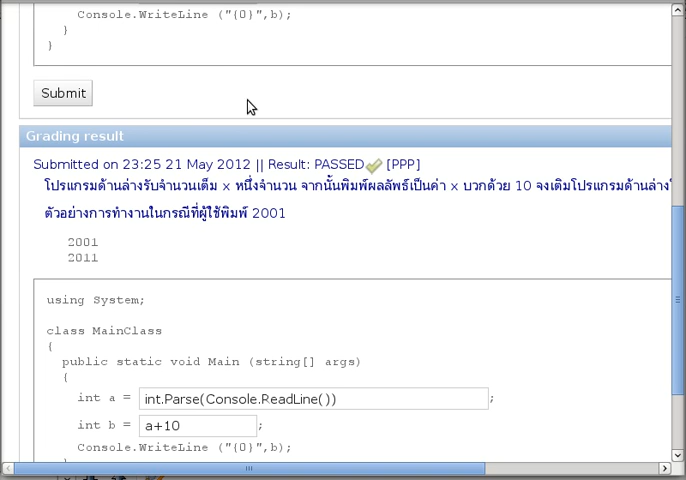 Console.WriteLine ("{0}",b);
}
}
Submit
Grading result
Submitted on 23:25 21 May 2012 || Result: PASSED [PPP]
โปรแกรมด้านล่างรับจำนวนเต็ม x หนึ่งจำนวน จากนั้นพิมพ์ผลลัพธ์เป็นค่า x บวกด้วย 10 จงเติมโปรแกรมด้านล่าง
ตัวอย่างการทำงานในกรณีที่ผู้ใช้พิมพ์ 2001
2001
2011
using System;
class MainClass
{
public static void Main (string[] args)
{
int a = int.Parse(Console.ReadLine()) ;
int b = a+10 ;
Console.WriteLine ("{0}",b);